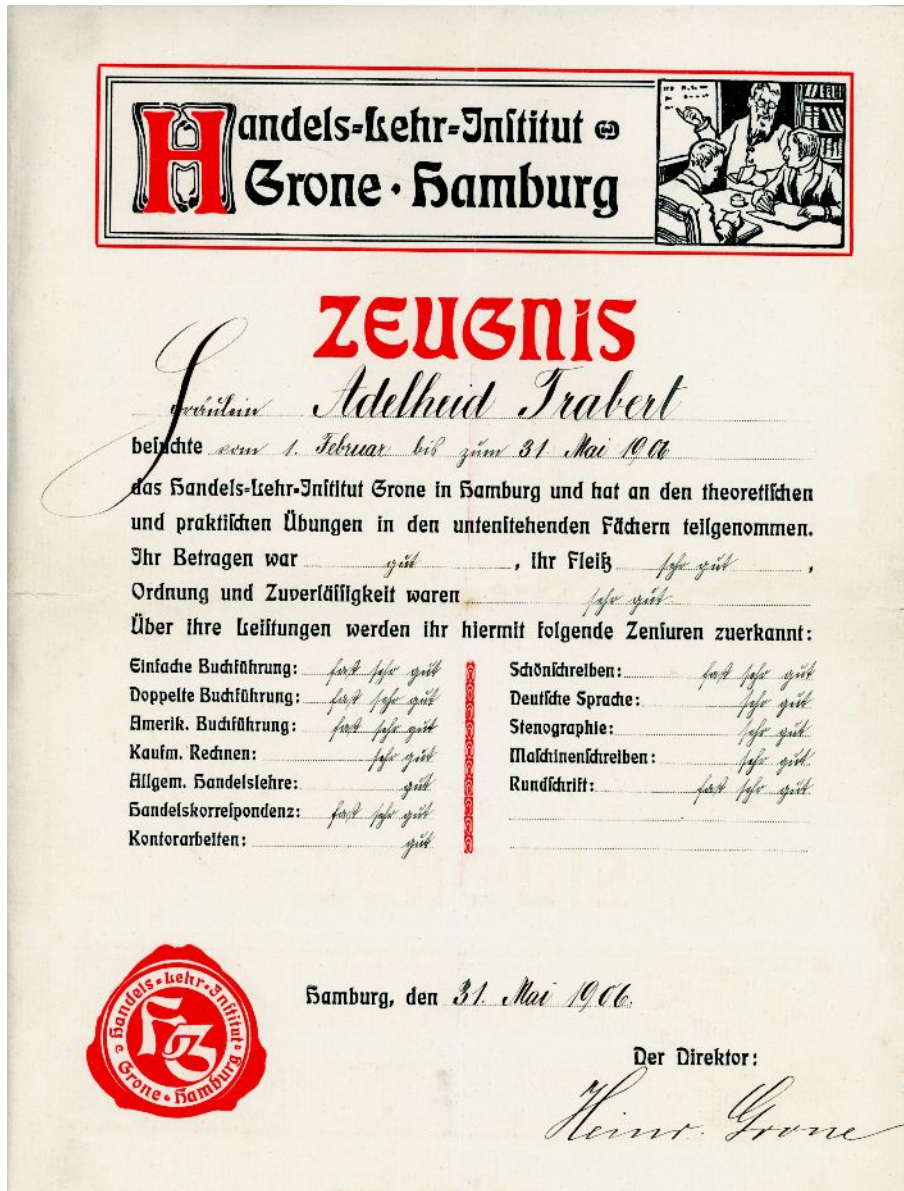 Handels-Lehr-Institut
Grone · Hamburg
ZEUGNIS
Fräulein Adelheid Trabert
besuchte vom 1. Februar bis zum 31. Mai 1906
das Handels-Lehr-Institut Grone in Hamburg und hat an den theoretischen
und praktischen Übungen in den untenstehenden Fächern teilgenommen.
Ihr Betragen war gut, ihr Fleiß sehr gut,
Ordnung und Zuverlässigkeit waren sehr gut
Über ihre Leistungen werden ihr hiermit folgende Zensuren zuerkannt:
Einfache Buchführung: fast sehr gut
Doppelte Buchführung: fast sehr gut
Amerik. Buchführung: fast sehr gut
Kaufm. Rechnen: sehr gut
Allgem. Handelslehre: gut
Handelskorrespondenz: fast sehr gut
Kontorarbeiten: gut
Schönschreiben: fast sehr gut
Deutsche Sprache: sehr gut
Stenographie: sehr gut
Maschinenschreiben: sehr gut
Rundschrift: fast sehr gut
Handels-Lehr-Institut
Grone-Hamburg
Hamburg, den 31. Mai 1906.
Der Direktor:
Heinr. Grone